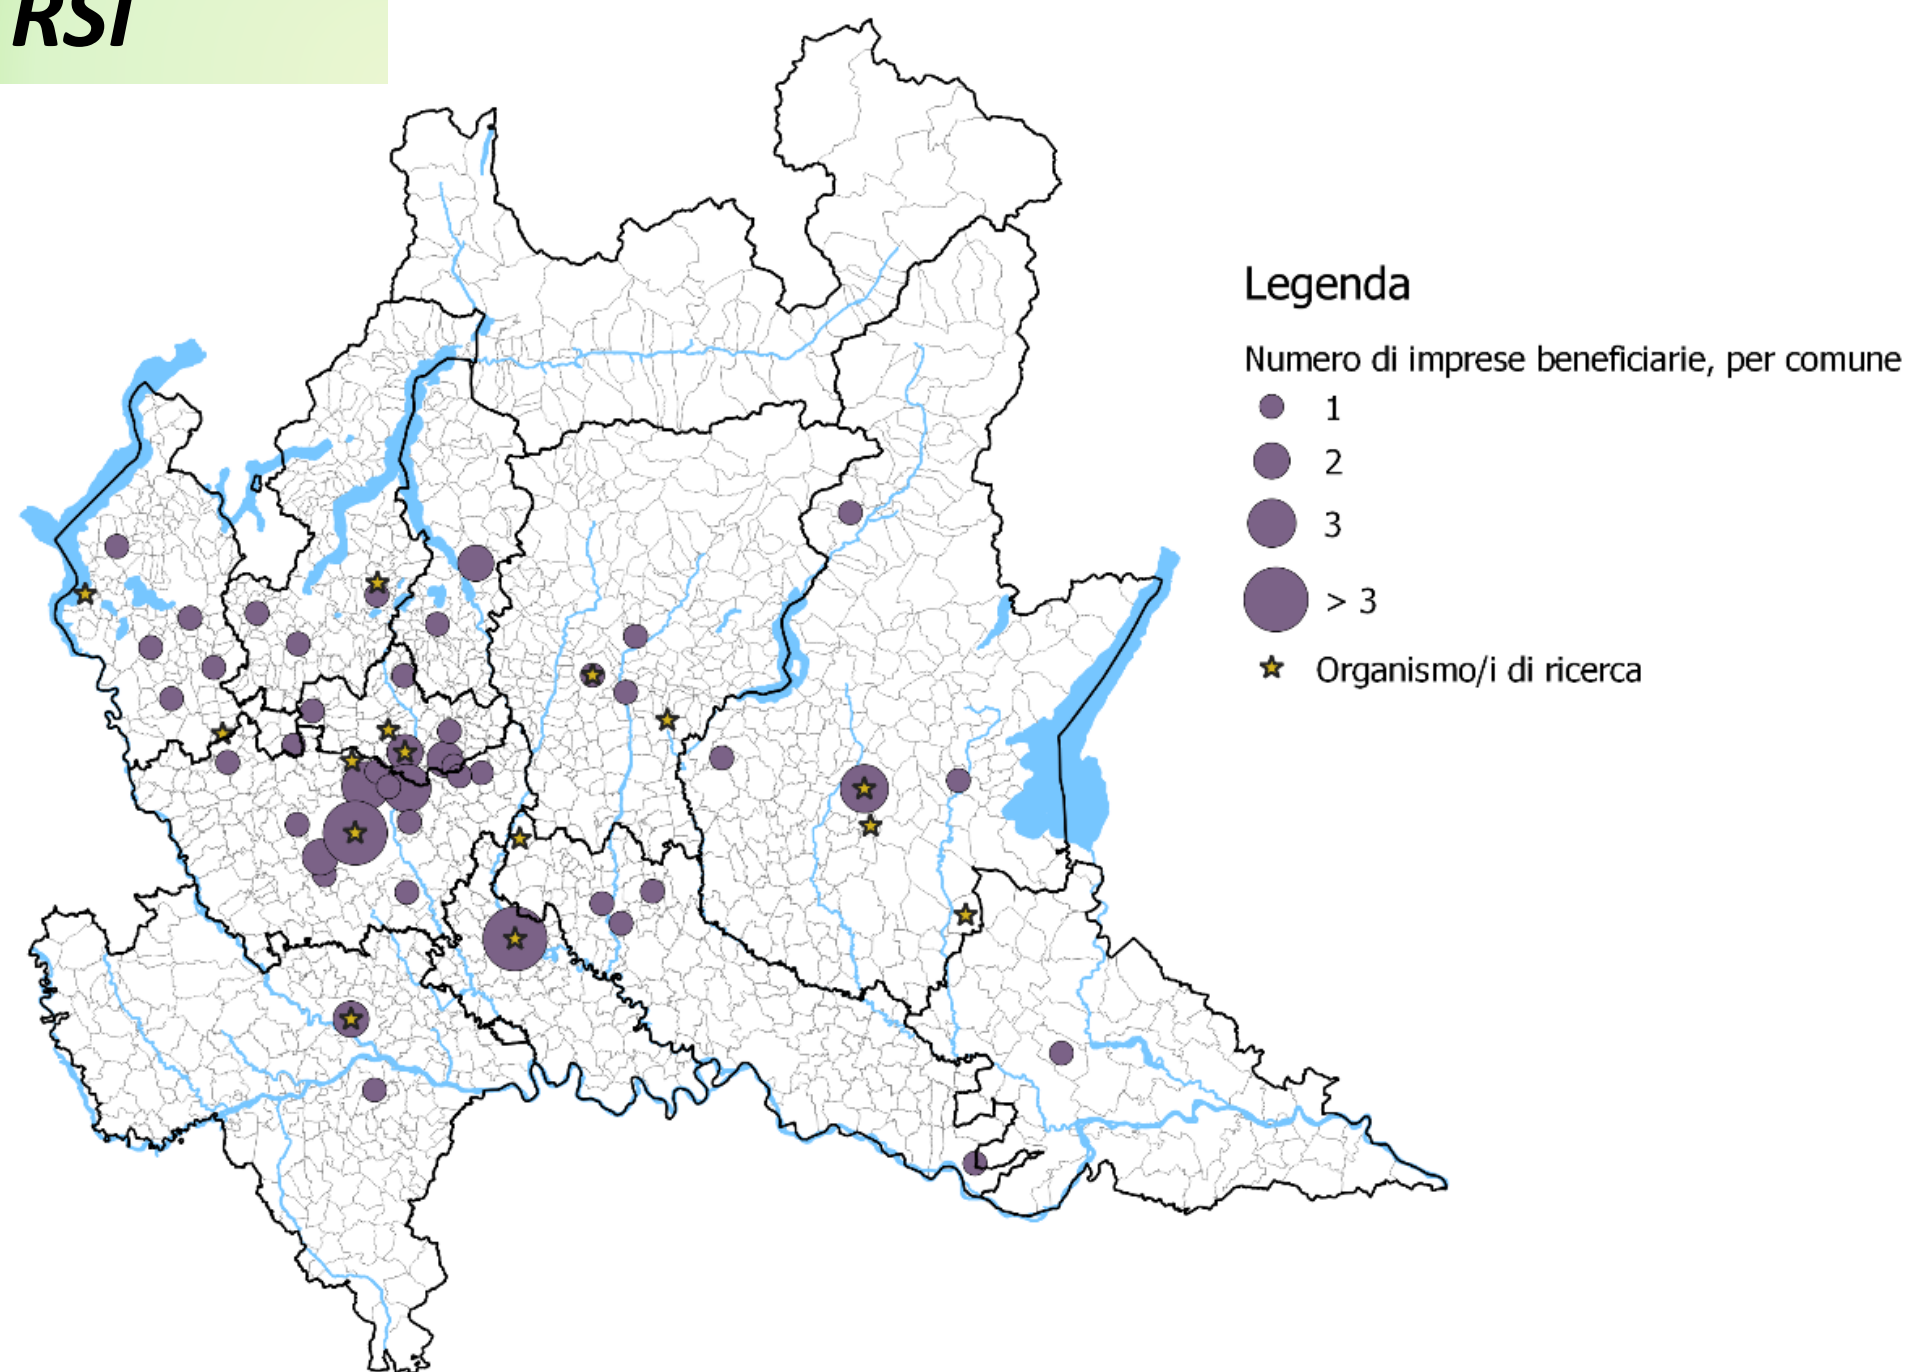 RSI
Legenda
Numero di imprese beneficiarie, per comune
1
2
3
> 3
Organismo/i di ricerca